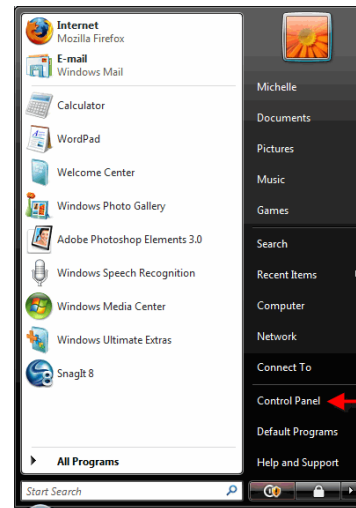 Internet
Mozilla Firefox
E-mail
Windows Mail
Calculator
WordPad
Welcome Center
Windows Photo Gallery
Adobe Photoshop Elements 3.0
Windows Speech Recognition
Windows Media Center
Windows Ultimate Extras
SnagIt 8
All Programs
Start Search
Michelle
Documents
Pictures
Music
Games
Search
Recent Items
Computer
Network
Connect To
Control Panel
Default Programs
Help and Support